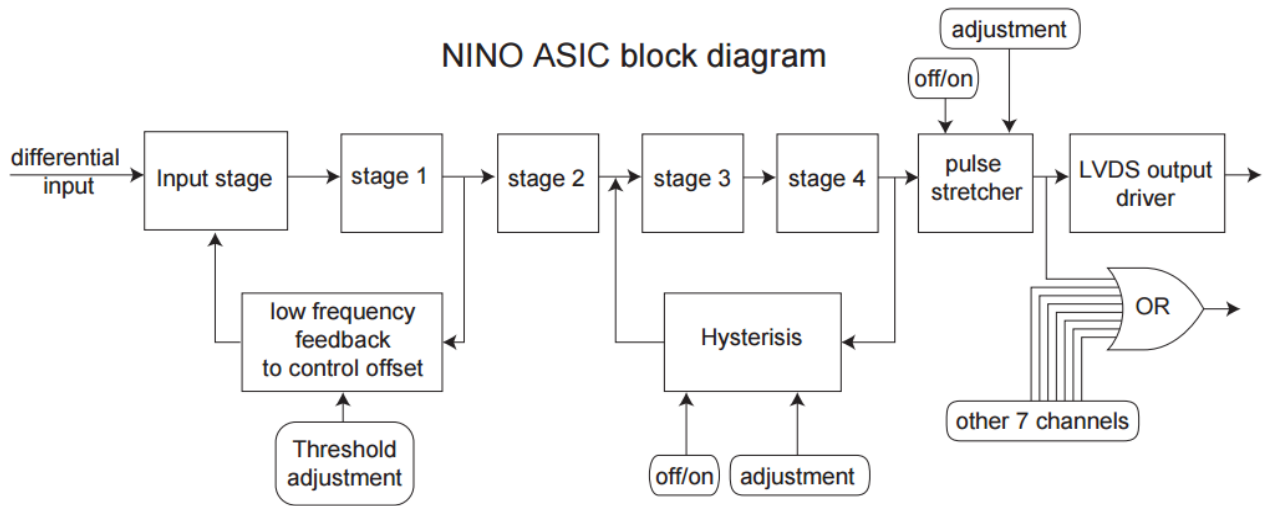 NINO ASIC block diagram
adjustment
off/on
differential
input
Input stage
stage 1
stage 2
stage 3
stage 4
pulse
stretcher
LVDS output
driver
low frequency
feedback
to control offset
Hysterisis
OR
Threshold
adjustment
off/on
adjustment
other 7 channels